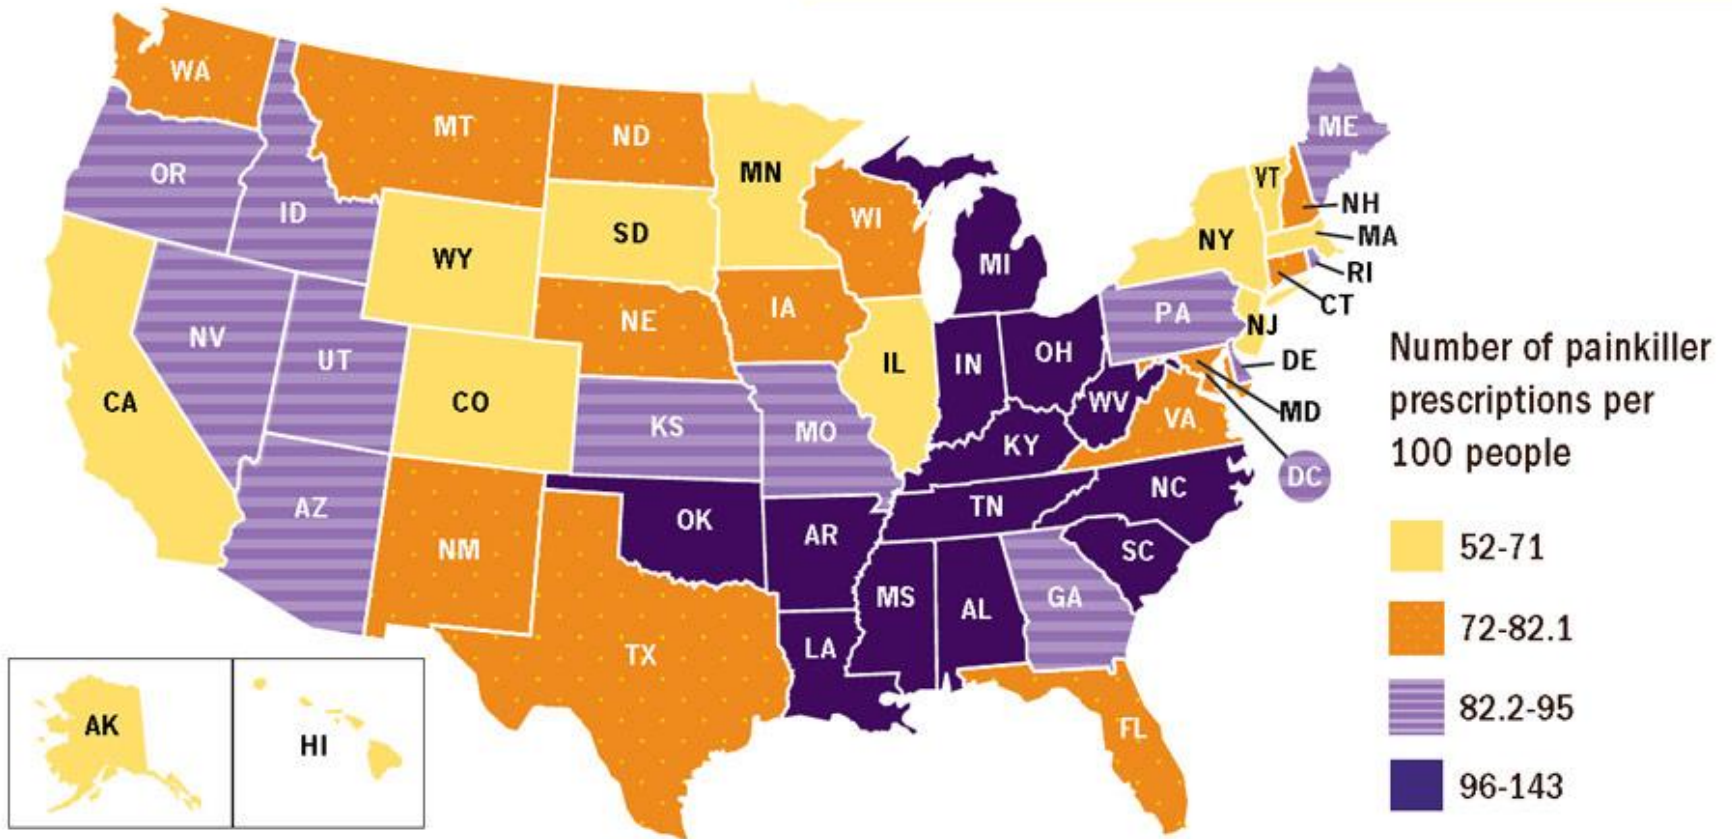 WA
MT
ND
MN
ME
OR
ID
WY
SD
WI
MI
VT
NH
NY
MA
RI
CT
NV
UT
NE
IA
PA
NJ
CA
CO
IL
IN
OH
DE
MD
KS
MO
WV
VA
KY
DC
AZ
NM
OK
AR
TN
NC
SC
MS
AL
GA
TX
LA
FL
AK
HI
Number of painkiller
prescriptions per
100 people
52-71
72-82.1
82.2-95
96-143